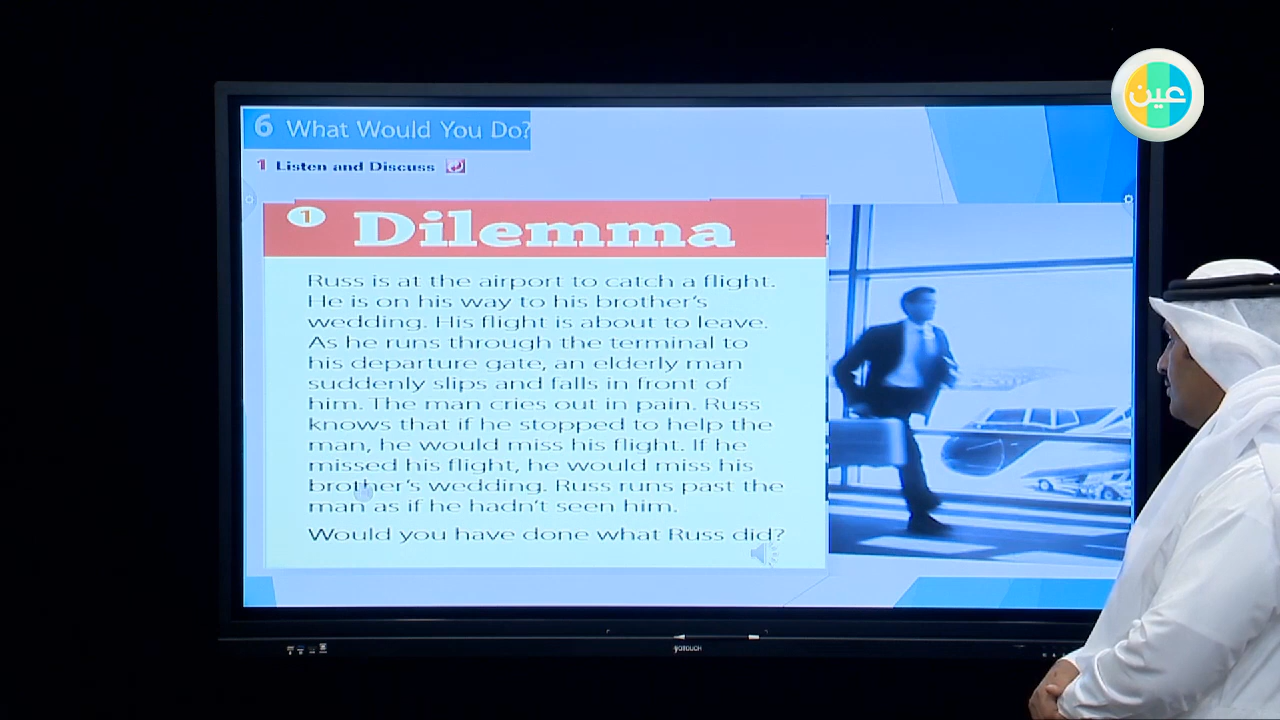 عين
6 What Would You Do?
1 Listen and Discuss
1 Dilemma
Russ is at the airport to catch a flight.
He is on his way to his brother's
wedding. His flight is about to leave.
As he runs through the terminal to
his departure gate, an elderly man
suddenly slips and falls in front of
him. The man cries out in pain. Russ
knows that if he stopped to help the
man, he would miss his flight. If he
missed his flight, he would miss his
brother's wedding. Russ runs past the
man as if he hadn't seen him.
Would you have done what Russ did?
YOTOUCH